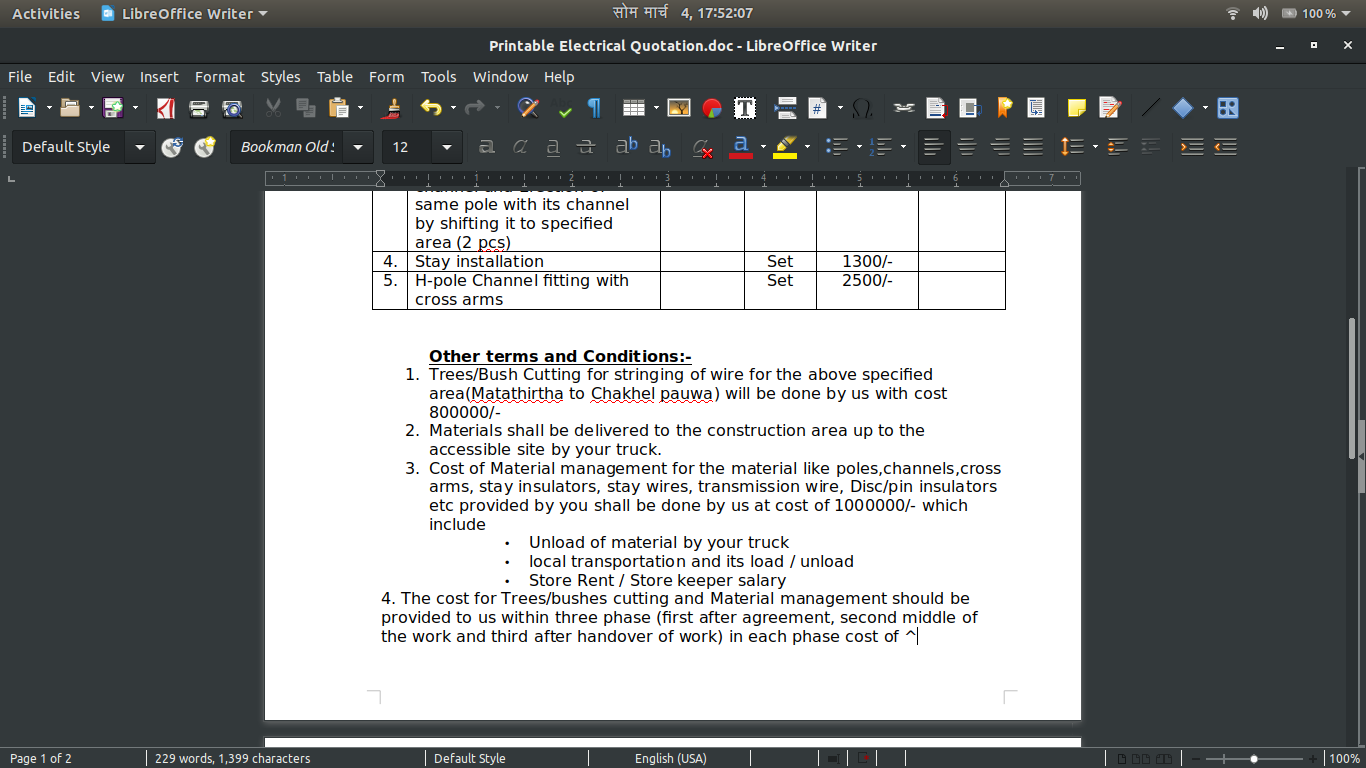 Activities LibreOffice Writer सोम मार्च 4, 17:52:07 100 %
Printable Electrical Quotation.doc - LibreOffice Writer
File Edit View Insert Format Styles Table Form Tools Window Help
Default Style Bookman Old 12
1 1 2 3 4 5 6 7
same pole with its channel
by shifting it to specified
area (2 pcs)
4. Stay installation Set 1300/-
5. H-pole Channel fitting with Set 2500/-
cross arms
Other terms and Conditions:-
1. Trees/Bush Cutting for stringing of wire for the above specified
area(Matathirtha to Chakhel pauwa) will be done by us with cost
800000/-
2. Materials shall be delivered to the construction area up to the
accessible site by your truck.
3. Cost of Material management for the material like poles,channels,cross
arms, stay insulators, stay wires, transmission wire, Disc/pin insulators
etc provided by you shall be done by us at cost of 1000000/- which
include
• Unload of material by your truck
• local transportation and its load / unload
• Store Rent / Store keeper salary
4. The cost for Trees/bushes cutting and Material management should be
provided to us within three phase (first after agreement, second middle of
the work and third after handover of work) in each phase cost of ^
Page 1 of 2 229 words, 1,399 characters Default Style English (USA) 100%